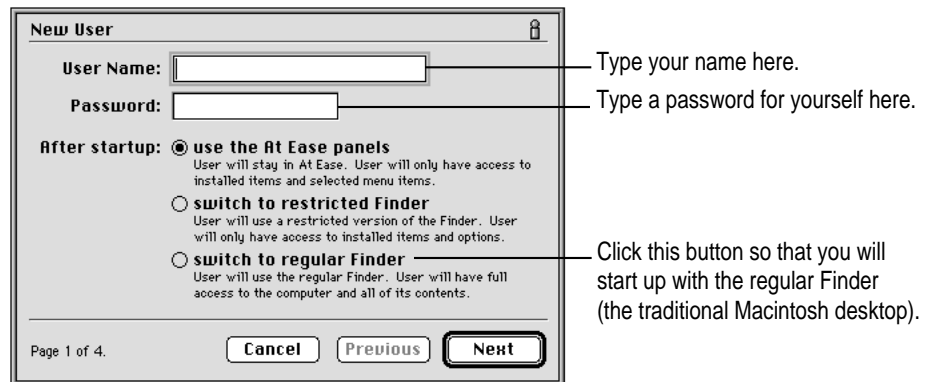 New User
User Name:
Type your name here.
Password:
Type a password for yourself here.
After startup:
use the At Ease panels
User will stay in At Ease. User will only have access to
installed items and selected menu items.
switch to restricted Finder
User will use a restricted version of the Finder. User
will only have access to installed items and options.
switch to regular Finder
User will use the regular Finder. User will have full
access to the computer and all of its contents.
Click this button so that you will
start up with the regular Finder
(the traditional Macintosh desktop).
Page 1 of 4.
Cancel
Previous
Next